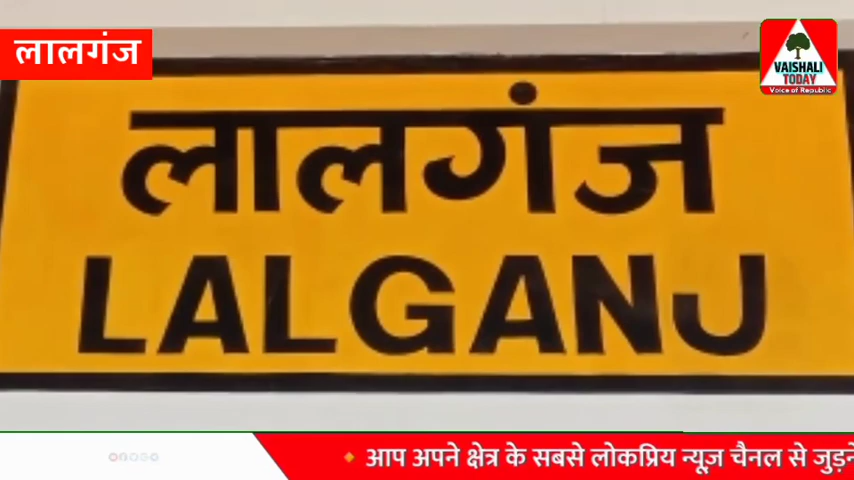 लालगंज
VAISHALI
TODAY
Voice of Republic
लालगंज
LALGANJ
आप अपने क्षेत्र के सबसे लोकप्रिय न्यूज़ चैनल से जुड़ने